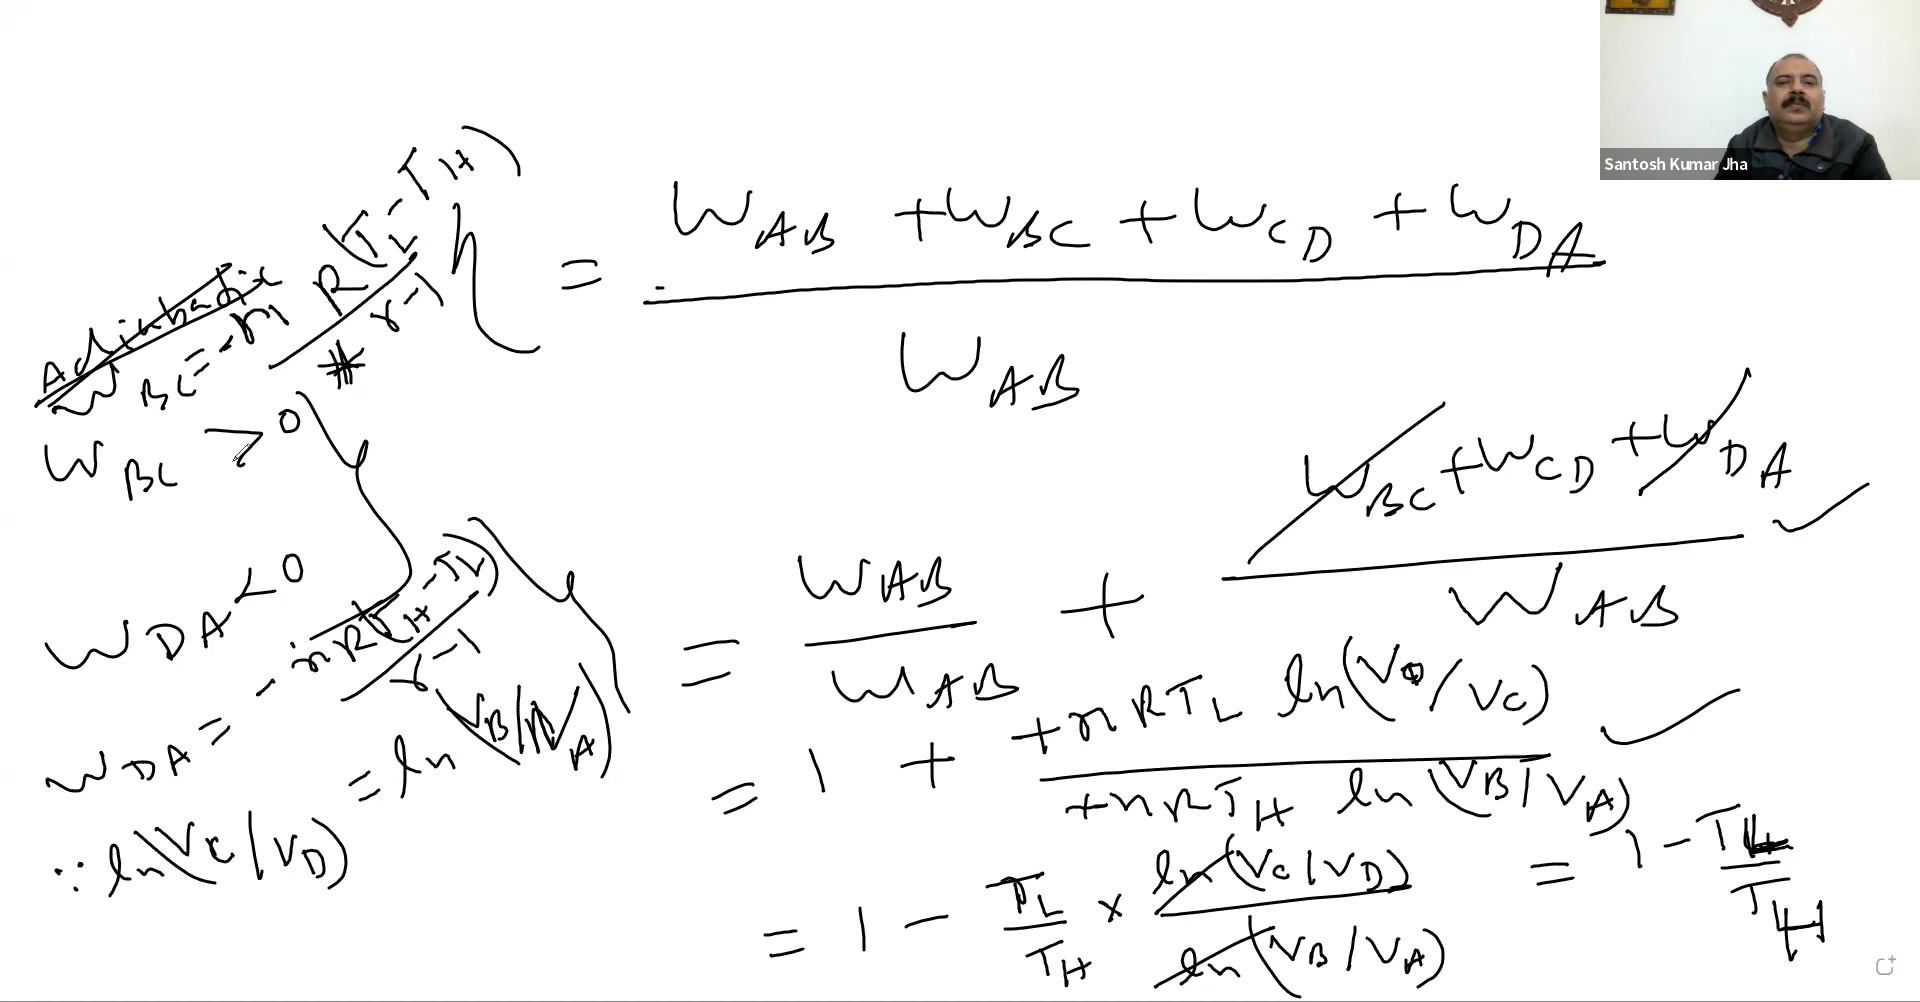 Santosh Kumar Jha
η = (W_AB + W_BC + W_CD + W_DA) / W_AB
Adiabatic
W_BC = -n R(T_L - T_H) / γ-1
W_BC > 0
= W_AB / W_AB + (W_BC + W_CD + W_DA) / W_AB ✓
W_DA < 0
W_DA = - nR(T_H - T_L) / γ-1
= 1 + (+nRT_L ln(V_D/V_C)) / (+nRT_H ln(V_B/V_A)) ✓
∵ ln(V_C/V_D) = ln(V_B/V_A)
= 1 - T_L/T_H × ln(V_C/V_D) / ln(V_B/V_A) = 1 - T_L/T_H